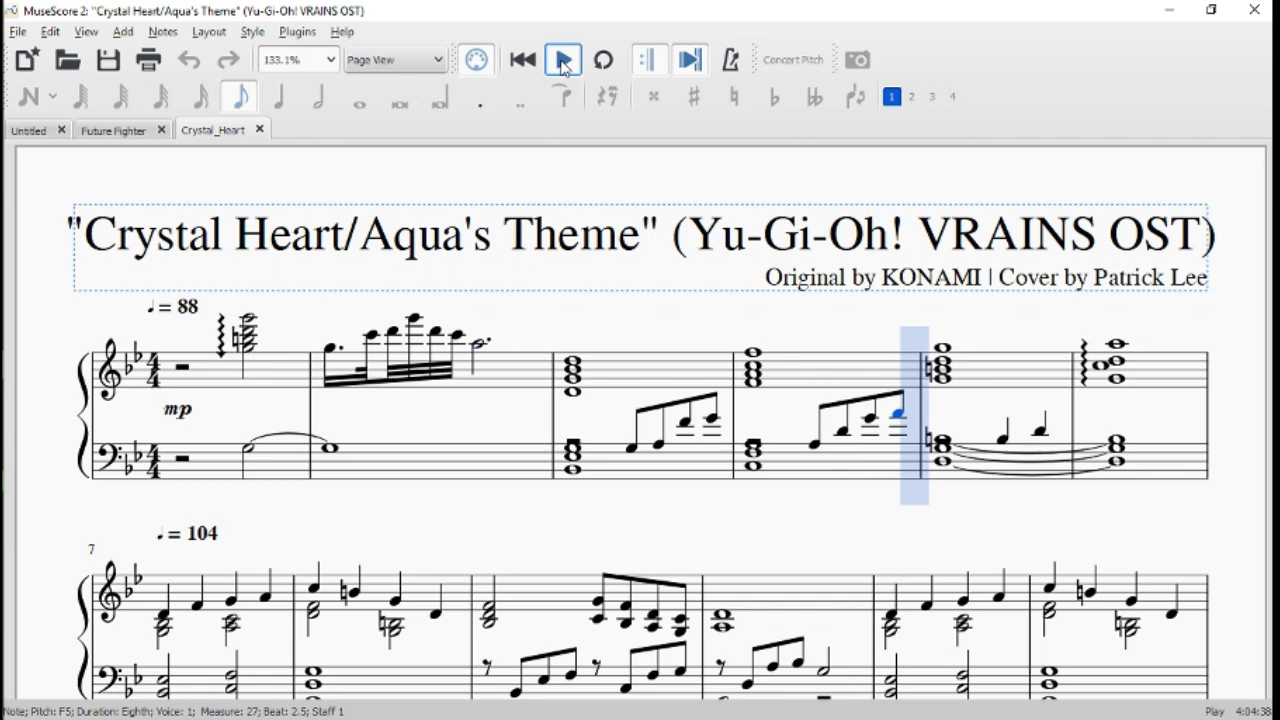 MuseScore 2: "Crystal Heart/Aqua's Theme" (Yu-Gi-Oh! VRAINS OST)
File Edit View Add Notes Layout Style Plugins Help
133.1% Page View Concert Pitch
1 2 3 4
Untitled Future Fighter Crystal_Heart
"Crystal Heart/Aqua's Theme" (Yu-Gi-Oh! VRAINS OST)
Original by KONAMI | Cover by Patrick Lee
♩ = 88
mp
♩ = 104
7
Note; Pitch: F5; Duration: Eighth; Voice: 1; Measure: 27; Beat: 2.5; Staff 1 Play 4:04:38